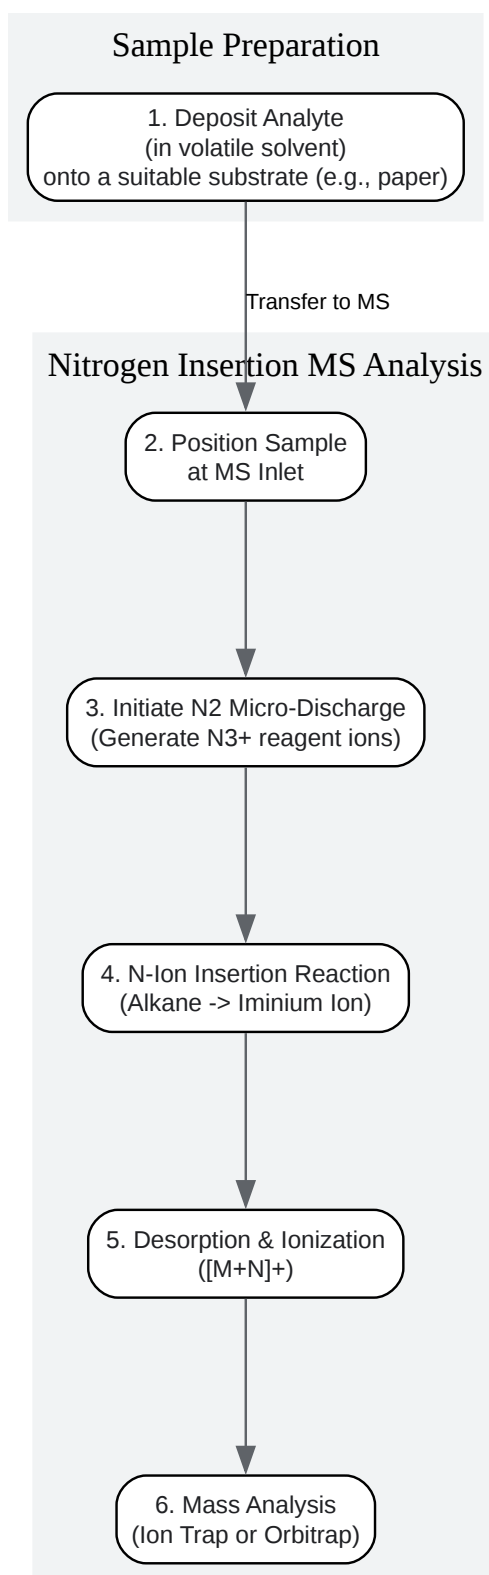 Sample Preparation
1. Deposit Analyte
(in volatile solvent)
onto a suitable substrate (e.g., paper)
Transfer to MS
Nitrogen Insertion MS Analysis
2. Position Sample
at MS Inlet
3. Initiate N2 Micro-Discharge
(Generate N3+ reagent ions)
4. N-Ion Insertion Reaction
(Alkane -> Iminium Ion)
5. Desorption & Ionization
([M+N]+)
6. Mass Analysis
(Ion Trap or Orbitrap)